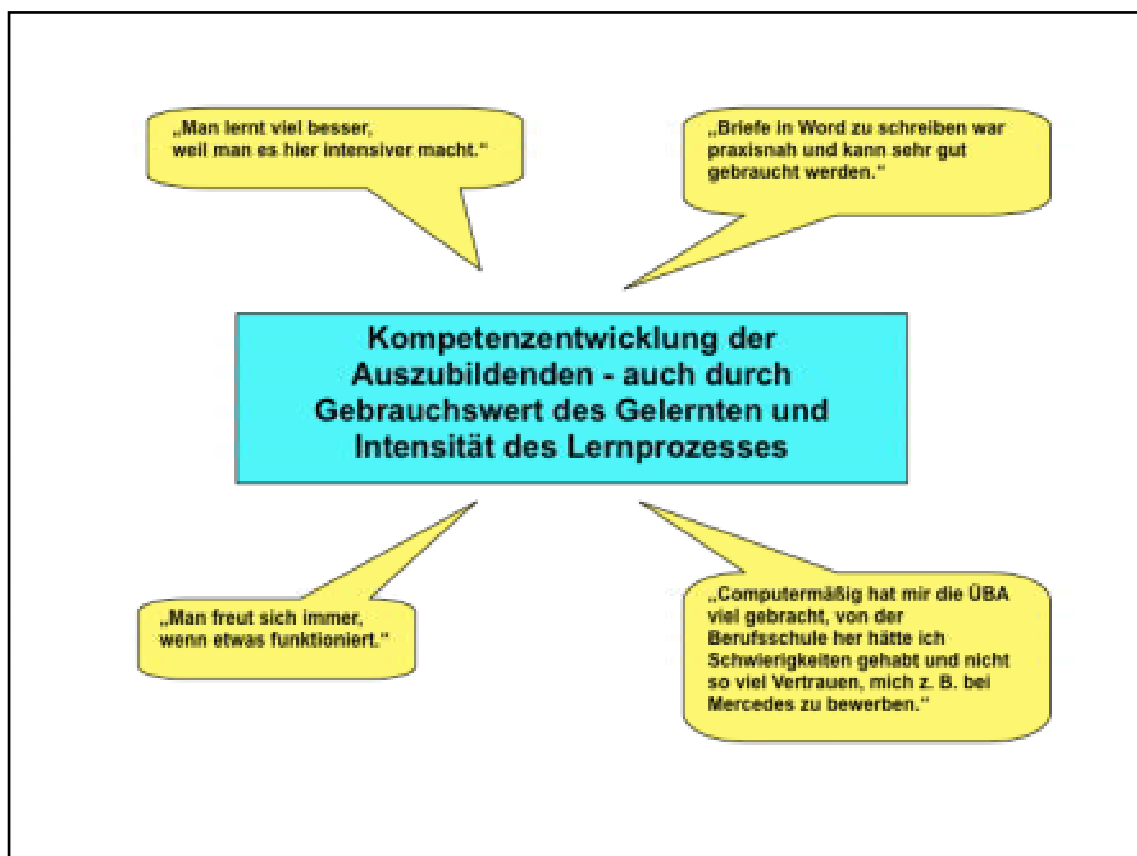 „Man lernt viel besser,
weil man es hier intensiver macht.“
„Briefe in Word zu schreiben war
praxisnah und kann sehr gut
gebraucht werden.“
Kompetenzentwicklung der
Auszubildenden - auch durch
Gebrauchswert des Gelernten und
Intensität des Lernprozesses
„Man freut sich immer,
wenn etwas funktioniert.“
„Computermäßig hat mir die ÜBA
viel gebracht, von der
Berufsschule her hätte ich
Schwierigkeiten gehabt und nicht
so viel Vertrauen, mich z. B. bei
Mercedes zu bewerben.“